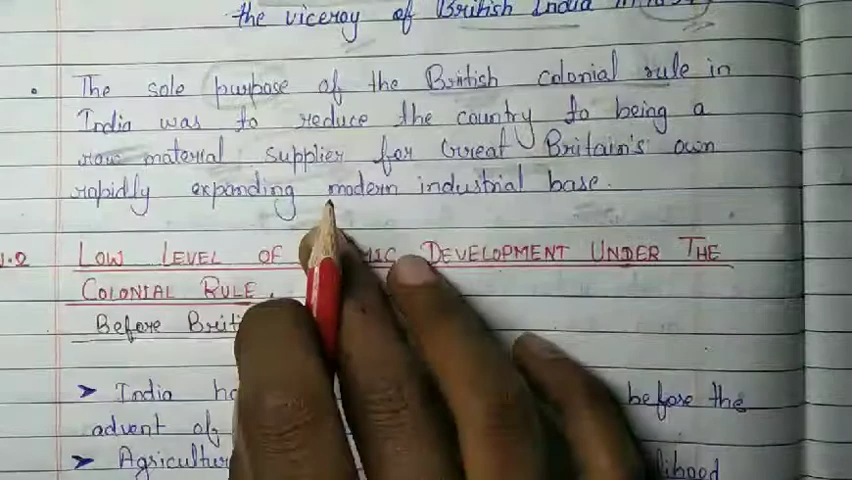 the viceroy of British India in
• The sole purpose of the British colonial rule in
India was to reduce the country to being a
raw material supplier for Great Britain's own
rapidly expanding modern industrial base.
LOW LEVEL OF DEVELOPMENT UNDER THE
COLONIAL RULE.
Before
➤ India before the
advent of
➤